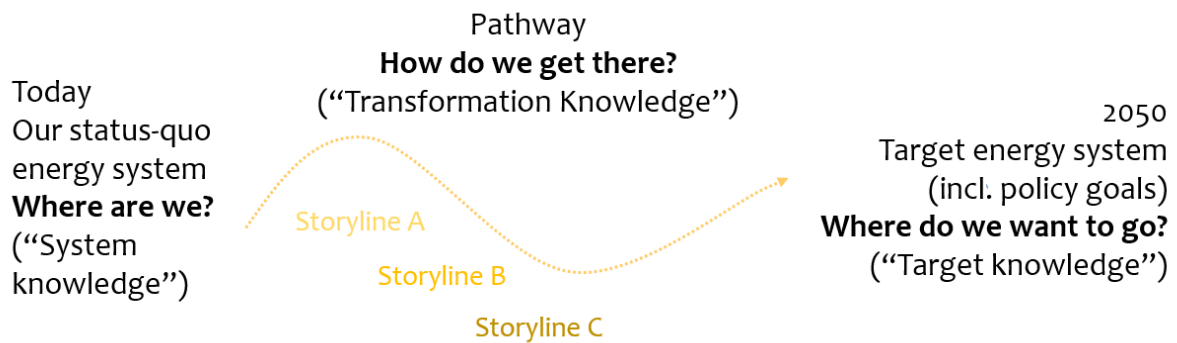 Pathway
How do we get there?
(“Transformation Knowledge”)
Today
Our status-quo
energy system
Where are we?
(“System
knowledge”)
Storyline A
Storyline B
Storyline C
2050
Target energy system
(incl. policy goals)
Where do we want to go?
(“Target knowledge”)